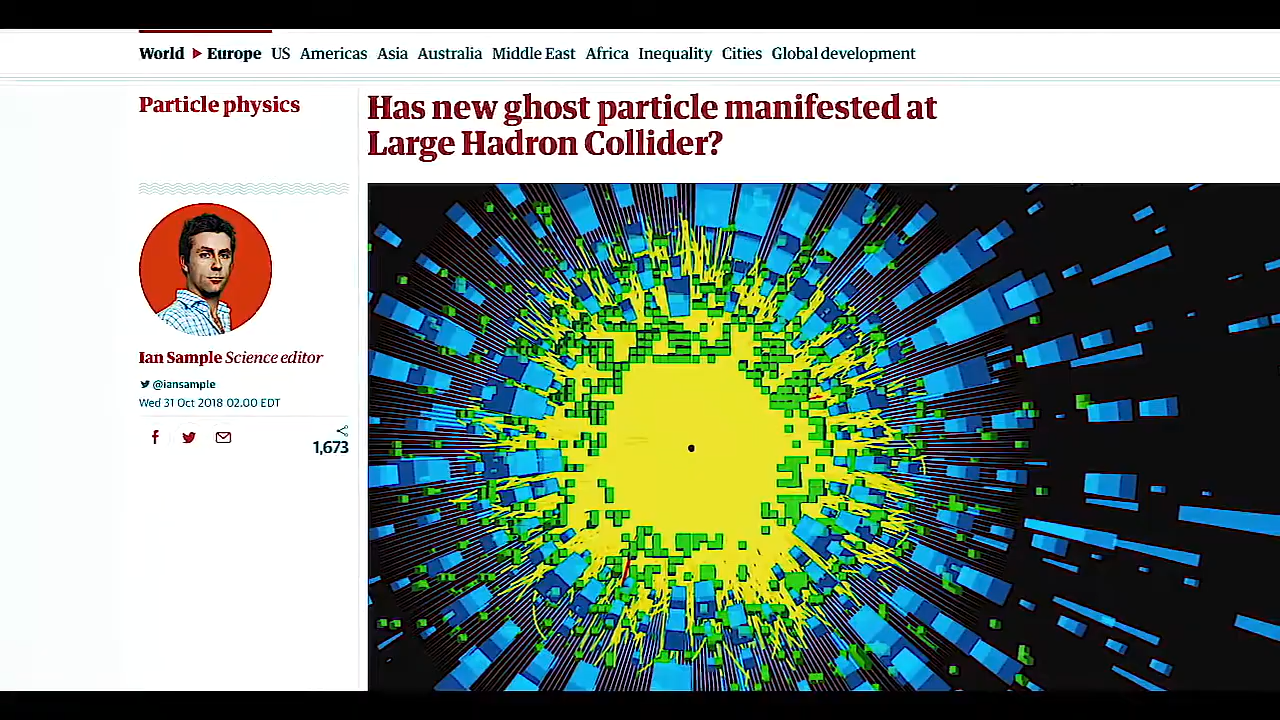 World Europe US Americas Asia Australia Middle East Africa Inequality Cities Global development
Particle physics
Has new ghost particle manifested at
Large Hadron Collider?
Ian Sample Science editor
@iansample
Wed 31 Oct 2018 02.00 EDT
1,673